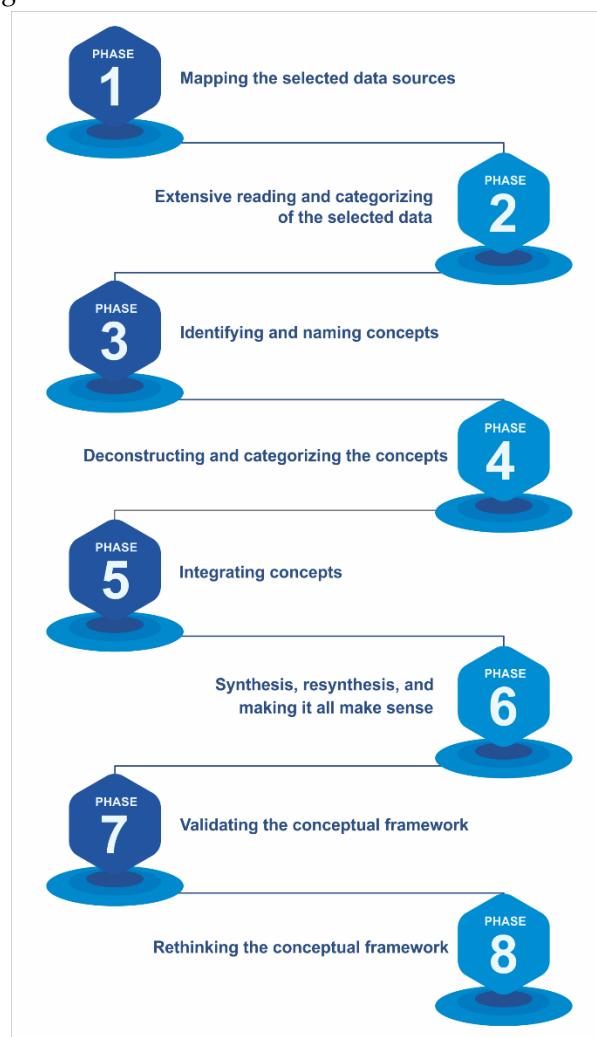 g
PHASE
1
Mapping the selected data sources
PHASE
2
Extensive reading and categorizing
of the selected data
PHASE
3
Identifying and naming concepts
PHASE
4
Deconstructing and categorizing the concepts
PHASE
5
Integrating concepts
PHASE
6
Synthesis, resynthesis, and
making it all make sense
PHASE
7
Validating the conceptual framework
PHASE
8
Rethinking the conceptual framework